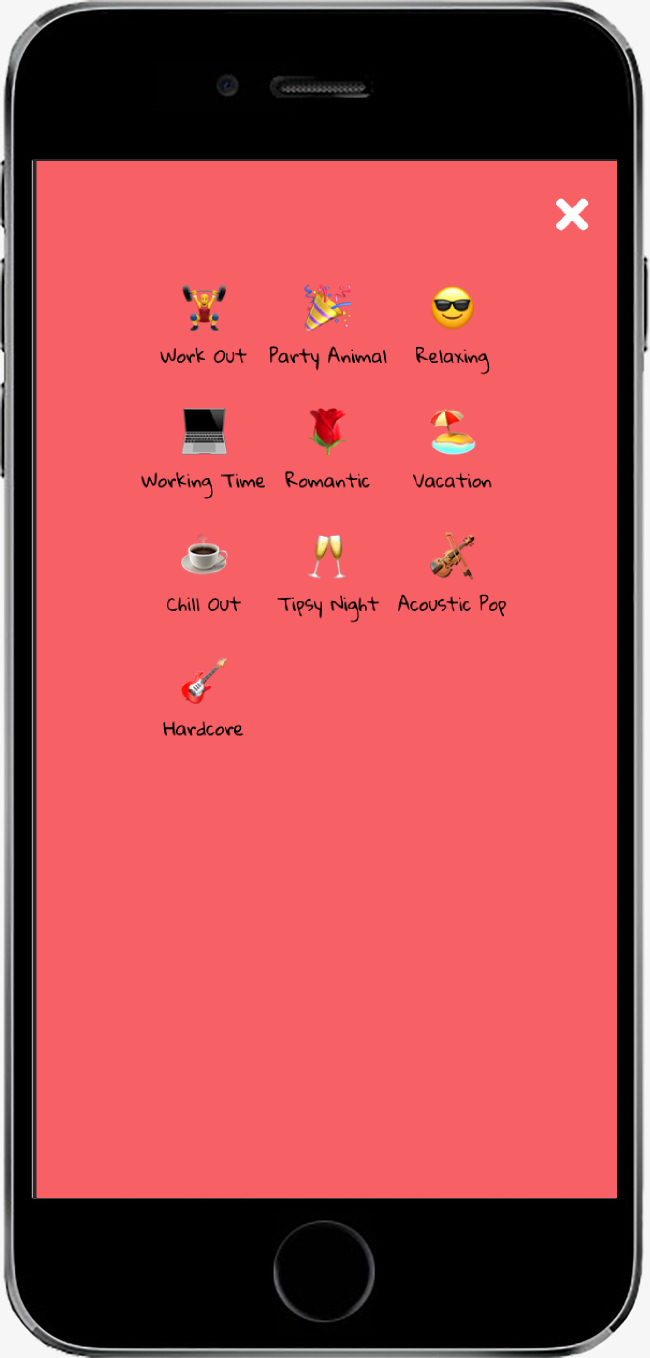 Work Out
Party Animal
Relaxing
Working Time
Romantic
Vacation
Chill Out
Tipsy Night
Acoustic Pop
Hardcore